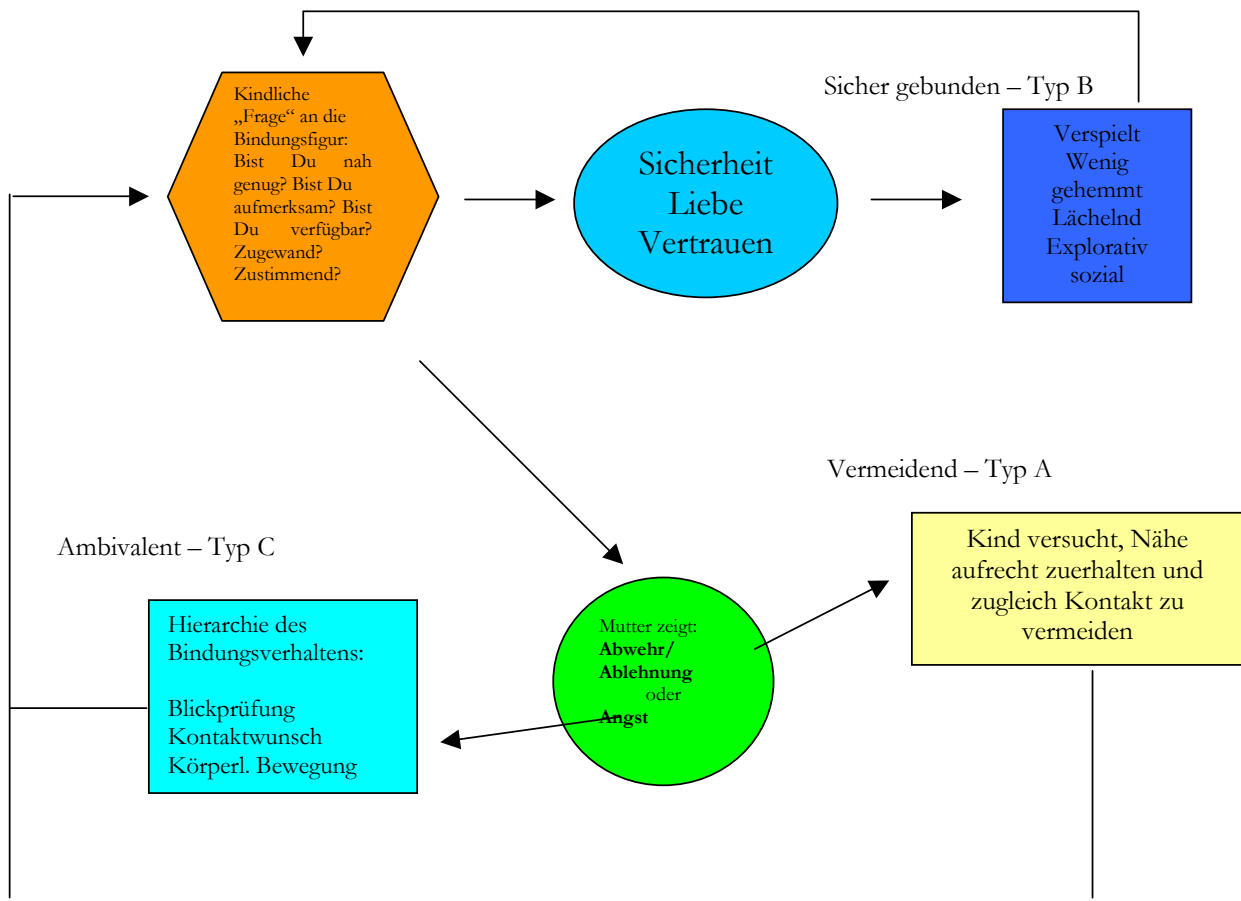 Kindliche
„Frage“ an die
Bindungsfigur:
Bist Du nah
genug? Bist Du
aufmerksam? Bist
Du verfügbar?
Zugewand?
Zustimmend?
Sicherheit
Liebe
Vertrauen
Sicher gebunden – Typ B
Verspielt
Wenig
gehemmt
Lächelnd
Explorativ
sozial
Vermeidend – Typ A
Kind versucht, Nähe
aufrecht zuerhalten und
zugleich Kontakt zu
vermeiden
Ambivalent – Typ C
Hierarchie des
Bindungsverhaltens:
Blickprüfung
Kontaktwunsch
Körperl. Bewegung
Mutter zeigt:
Abwehr/
Ablehnung
oder
Angst